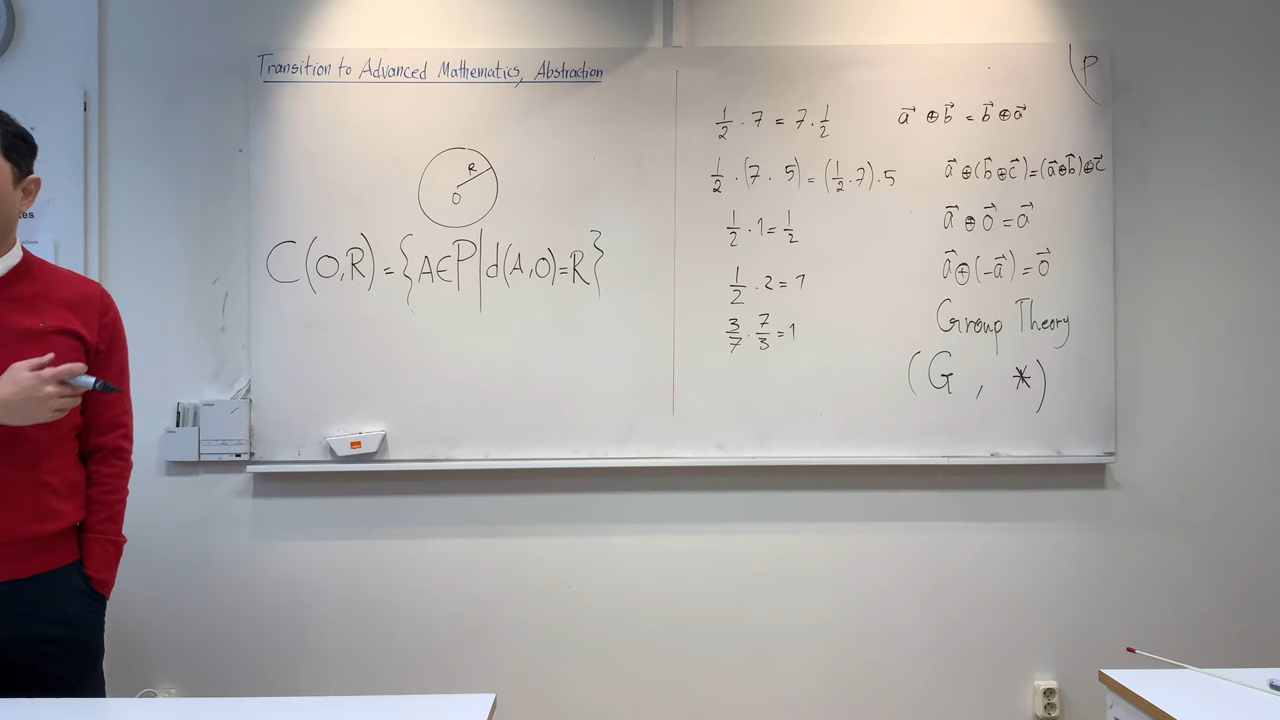 Transition to Advanced Mathematics, Abstraction
R
O
C(O,R)={A∈P|d(A,O)=R}
1/2 · 7 = 7 · 1/2
1/2 · (7 · 5) = (1/2 · 7) · 5
1/2 · 1 = 1/2
1/2 · 2 = 1
3/7 · 7/3 = 1
P
a⃗ ⊕ b⃗ = b⃗ ⊕ a⃗
a⃗ ⊕ (b⃗ ⊕ c⃗) = (a⃗ ⊕ b⃗) ⊕ c⃗
a⃗ ⊕ 0⃗ = a⃗
a⃗ ⊕ (-a⃗) = 0⃗
Group Theory
(G, *)